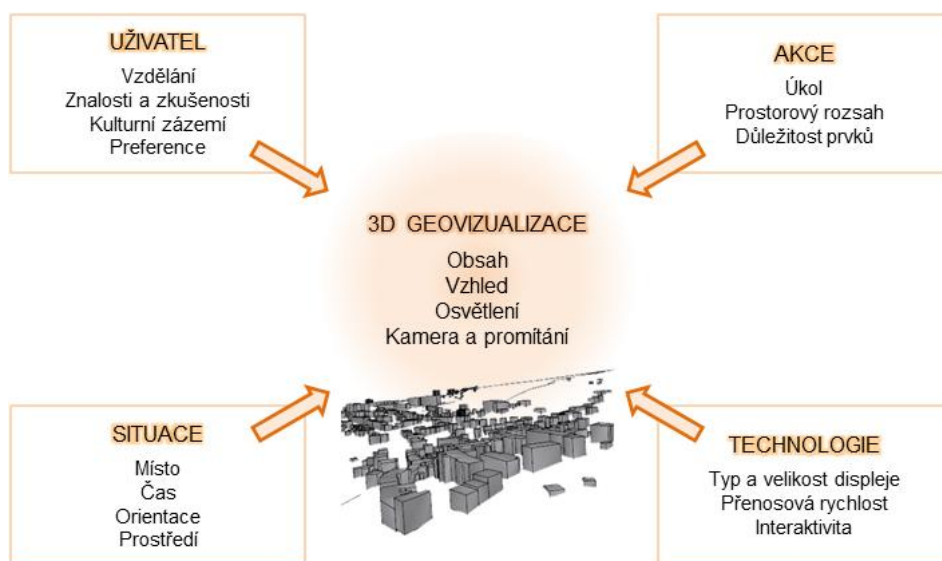 UŽIVATEL
Vzdělání
Znalosti a zkušenosti
Kulturní zázemí
Preference
AKCE
Úkol
Prostorový rozsah
Důležitost prvků
3D GEOVIZUALIZACE
Obsah
Vzhled
Osvětlení
Kamera a promítání
SITUACE
Místo
Čas
Orientace
Prostředí
TECHNOLOGIE
Typ a velikost displeje
Přenosová rychlost
Interaktivita